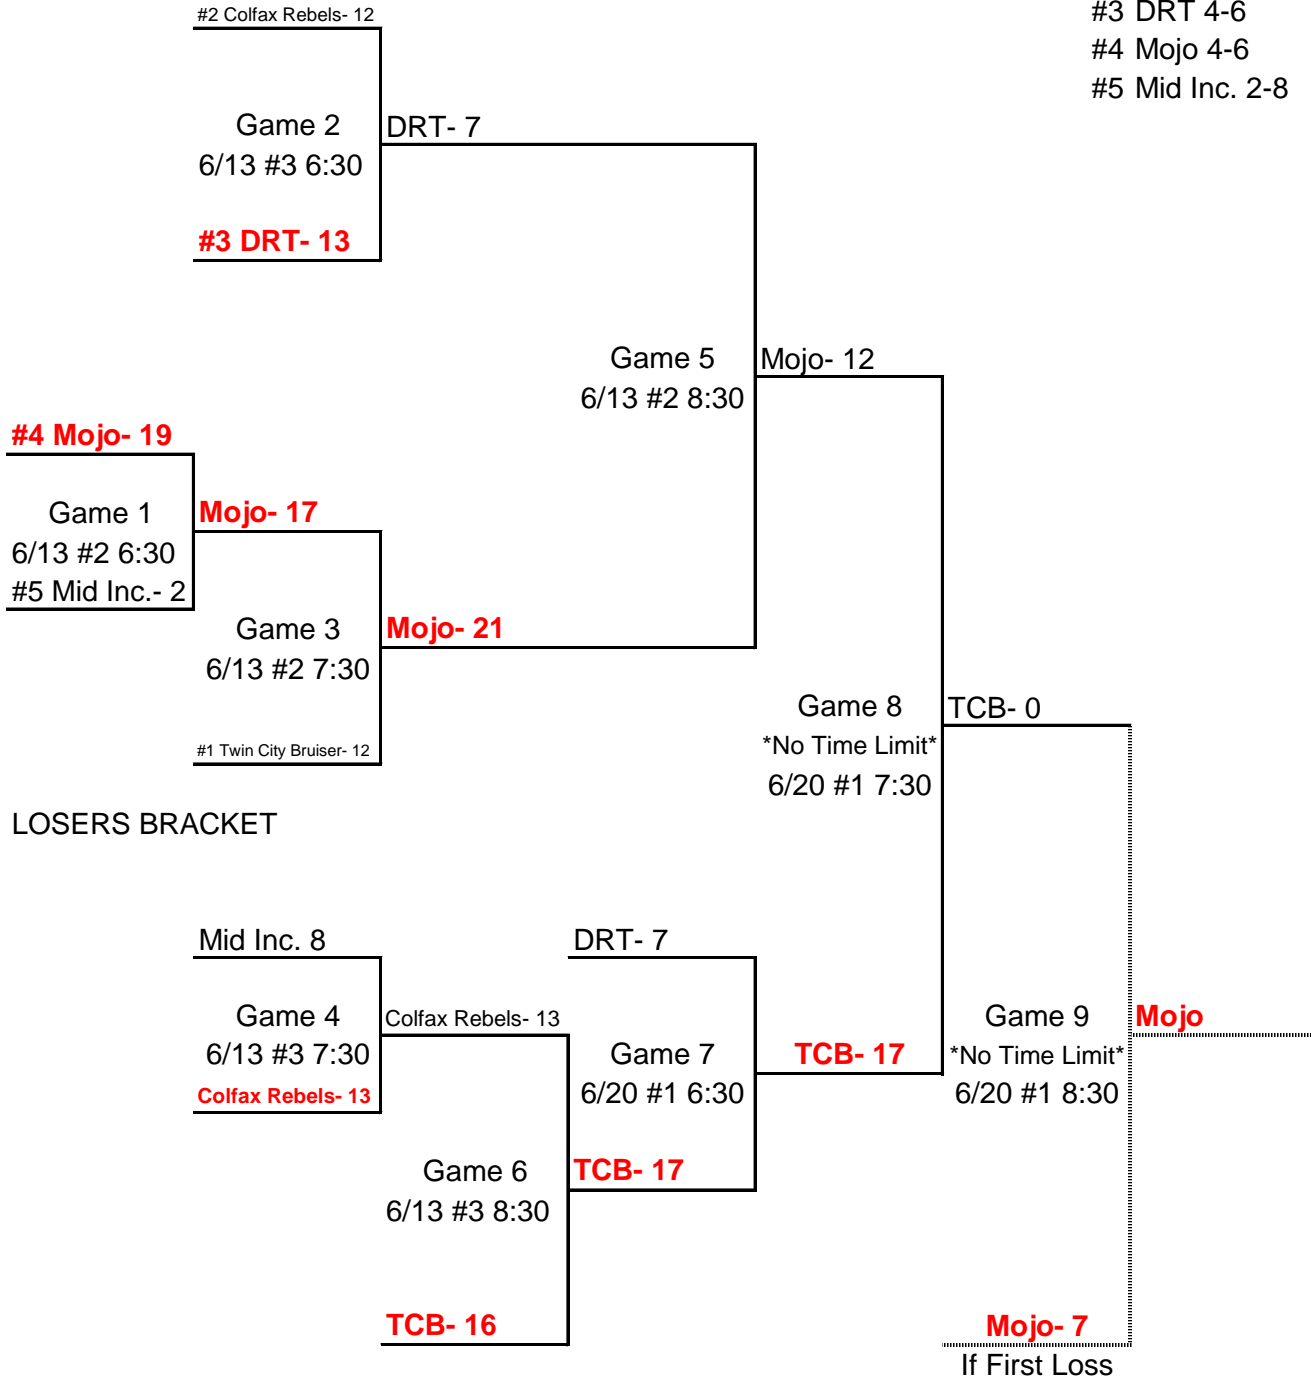 #2 Colfax Rebels- 12
#3 DRT 4-6
#4 Mojo 4-6
#5 Mid Inc. 2-8
Game 2
DRT- 7
6/13 #3 6:30
#3 DRT- 13
Game 5
Mojo- 12
6/13 #2 8:30
#4 Mojo- 19
Game 1
Mojo- 17
6/13 #2 6:30
#5 Mid Inc.- 2
Game 3
Mojo- 21
6/13 #2 7:30
Game 8
TCB- 0
#1 Twin City Bruiser- 12
*No Time Limit*
6/20 #1 7:30
LOSERS BRACKET
Mid Inc. 8
DRT- 7
Game 4
Colfax Rebels- 13
Game 9
Mojo
6/13 #3 7:30
Game 7
TCB- 17
*No Time Limit*
Colfax Rebels- 13
6/20 #1 6:30
6/20 #1 8:30
Game 6
TCB- 17
6/13 #3 8:30
TCB- 16
Mojo- 7
If First Loss